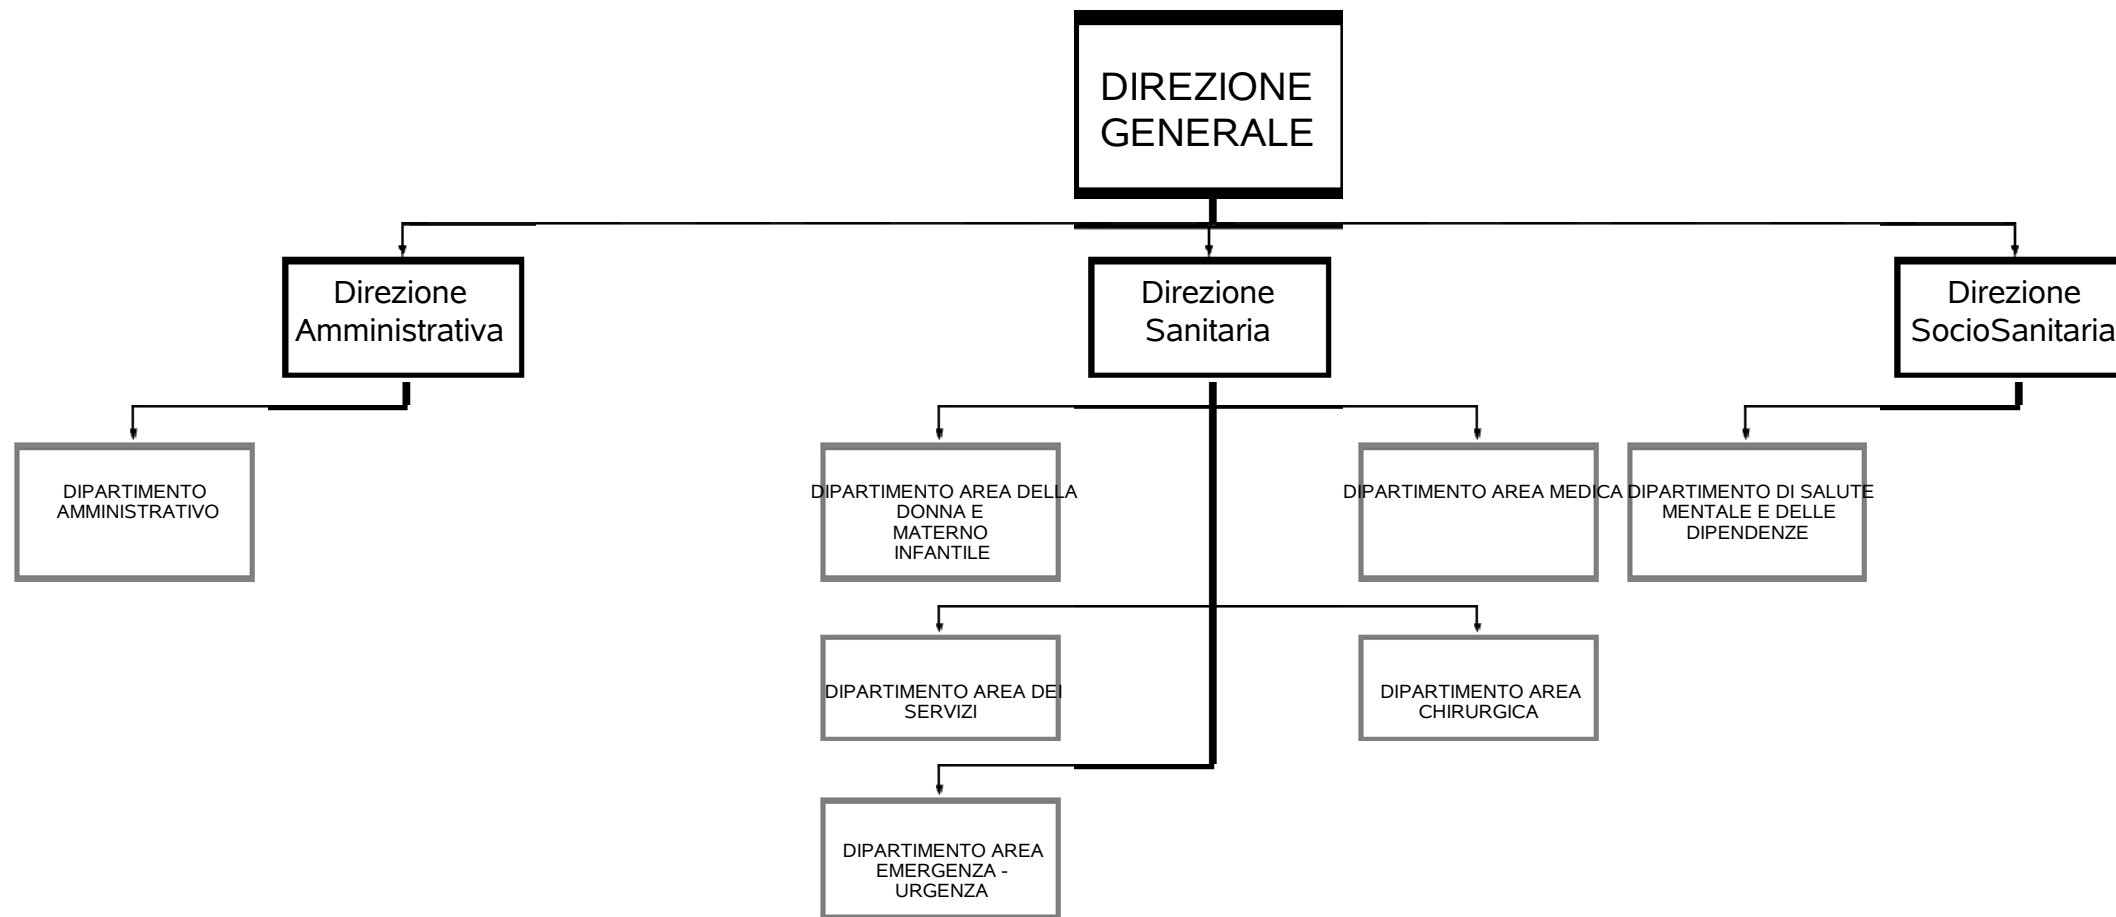 DIREZIONE
GENERALE
Direzione
Amministrativa
Direzione
Sanitaria
Direzione
SocioSanitaria
DIPARTIMENTO
AMMINISTRATIVO
DIPARTIMENTO AREA DELLA
DONNA E
MATERNO
INFANTILE
DIPARTIMENTO AREA MEDICA
DIPARTIMENTO DI SALUTE
MENTALE E DELLE
DIPENDENZE
DIPARTIMENTO AREA DEI
SERVIZI
DIPARTIMENTO AREA
CHIRURGICA
DIPARTIMENTO AREA
EMERGENZA -
URGENZA